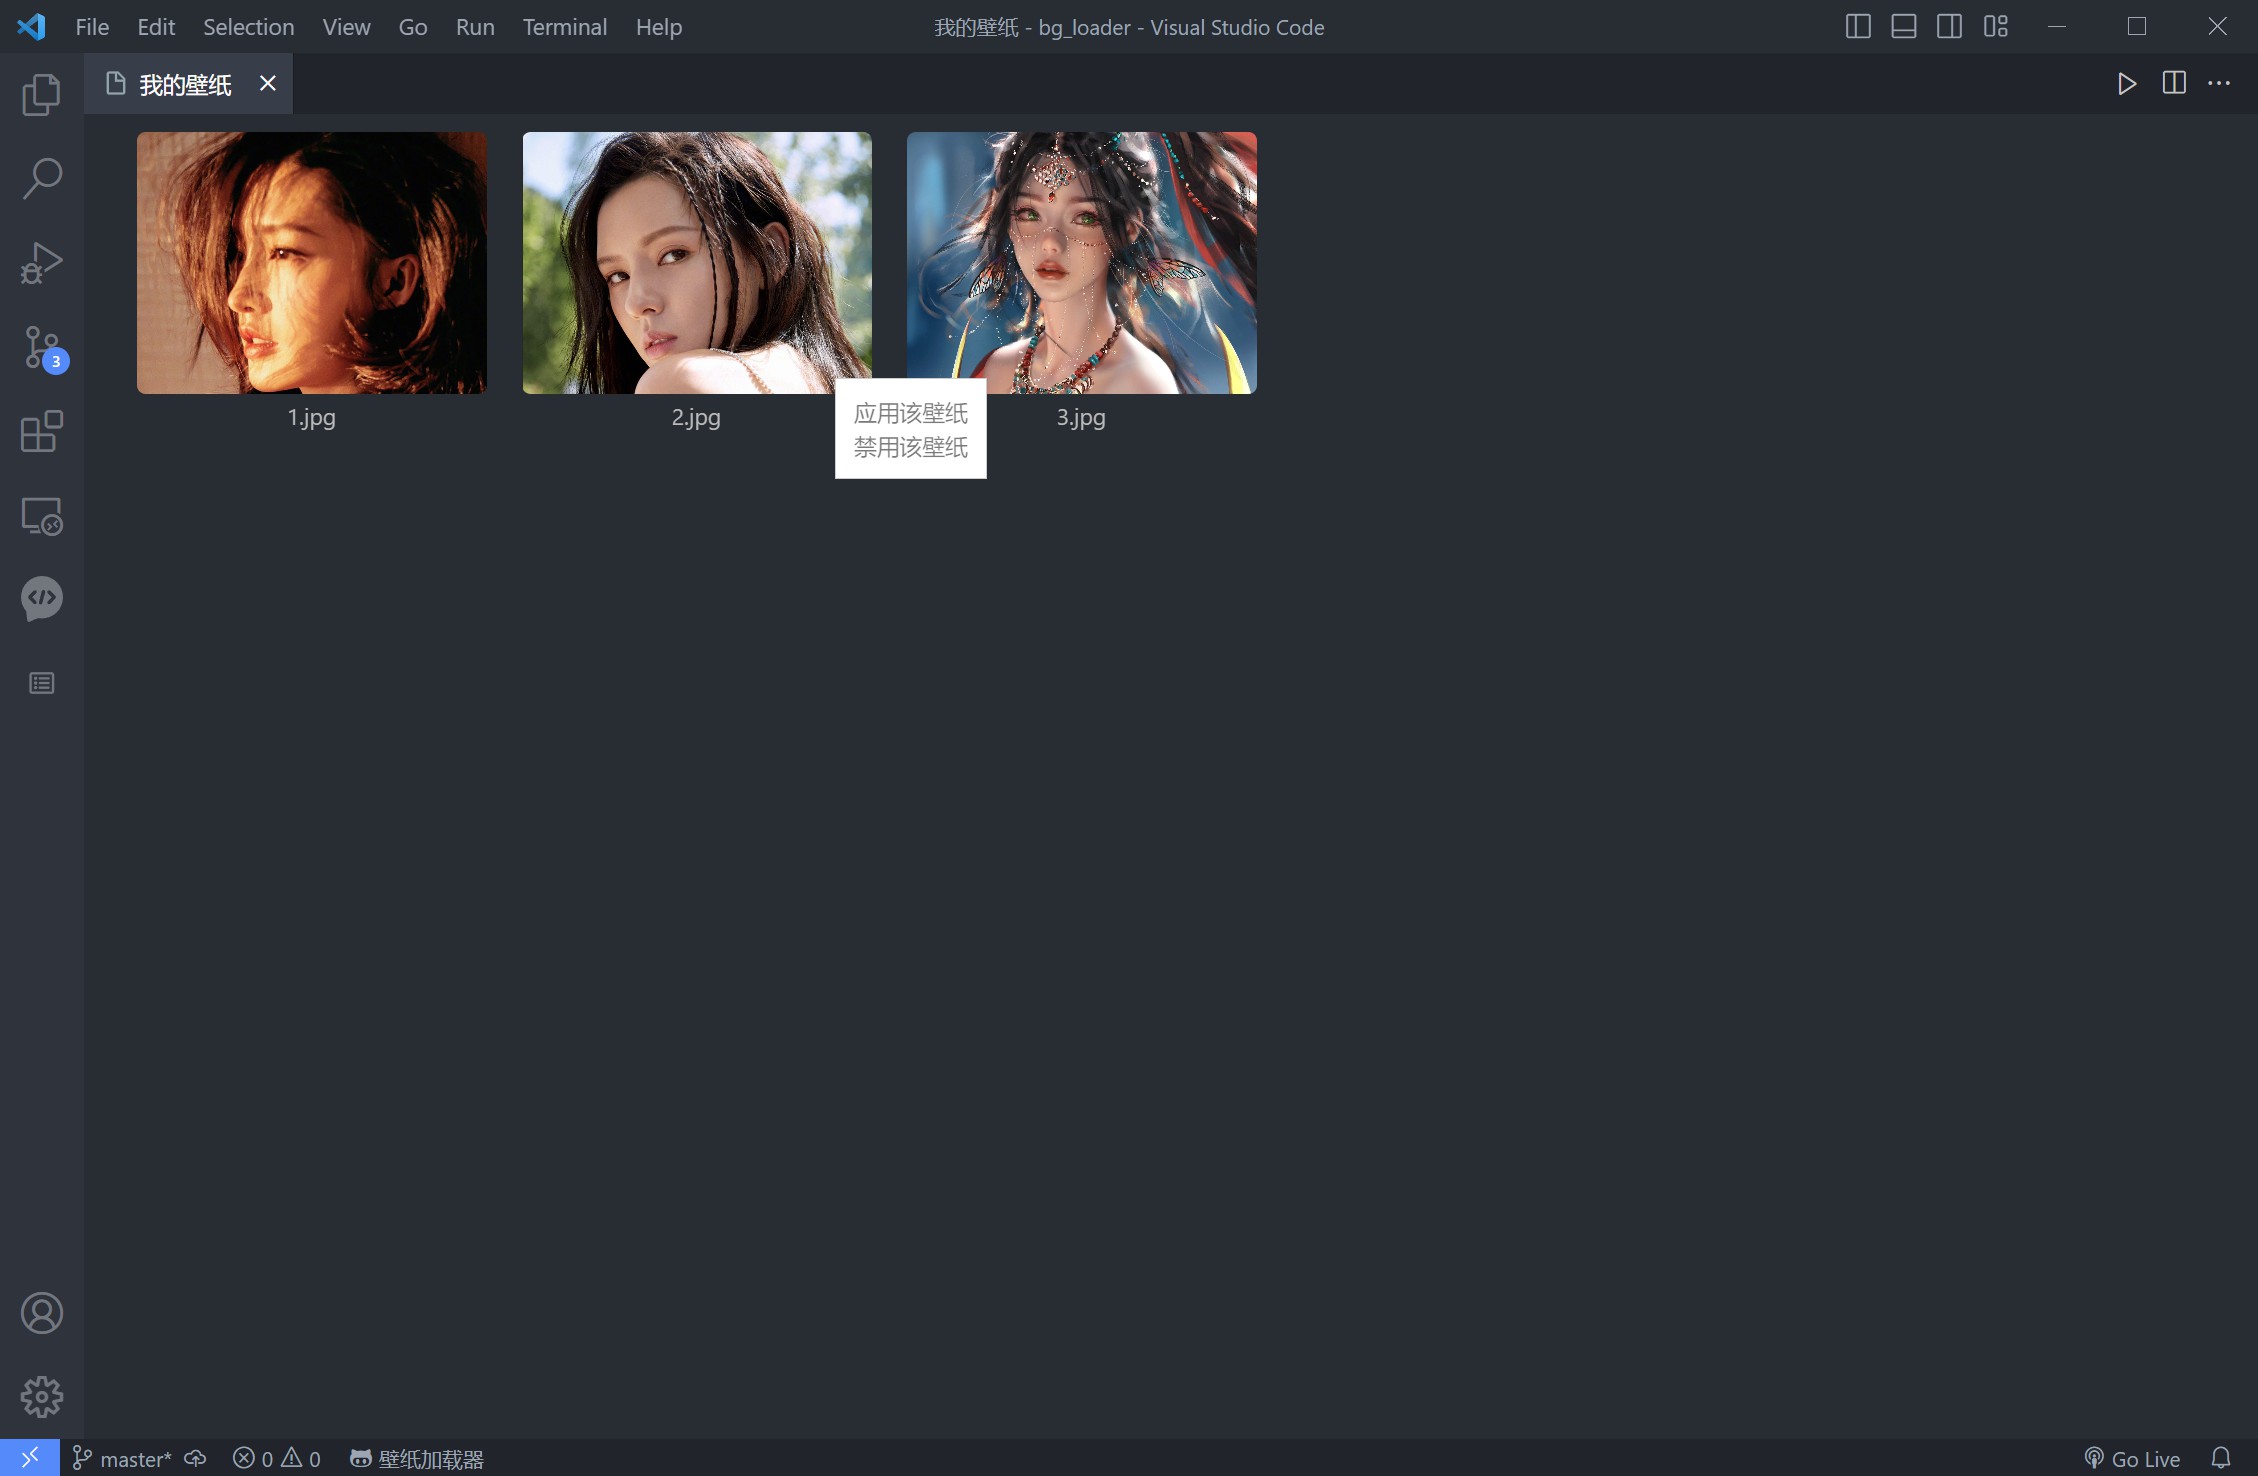 File Edit Selection View Go Run Terminal Help
我的壁纸 - bg_loader - Visual Studio Code
我的壁纸
3
1.jpg
2.jpg
3.jpg
应用该壁纸
禁用该壁纸
master* 0 0 壁纸加载器
Go Live